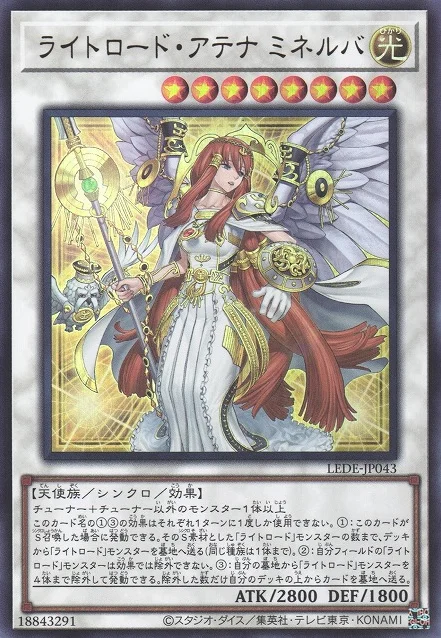 ライトロード・アテナ ミネルバ
ひかり
光
LEDE-JP043
【天使族／シンクロ／効果】
チューナー＋チューナー以外のモンスター1体以上
このカード名の①③の効果はそれぞれ１ターンに１度しか使用できない。①：このカードが
Ｓ召喚した場合に発動できる。そのＳ素材とした「ライトロード」モンスターの数まで、デッキ
から「ライトロード」モンスターを墓地へ送る（同じ種族は１体まで）。②：自分フィールドの「ライ
トロード」モンスターは効果では除外できない。③：自分の墓地から「ライトロード」モンスターを
４体まで除外して発動できる。除外した数だけ自分のデッキの上からカードを墓地へ送る。
ATK/2800 DEF/1800
18843291
©スタジオ・ダイス／集英社・テレビ東京・KONAMI